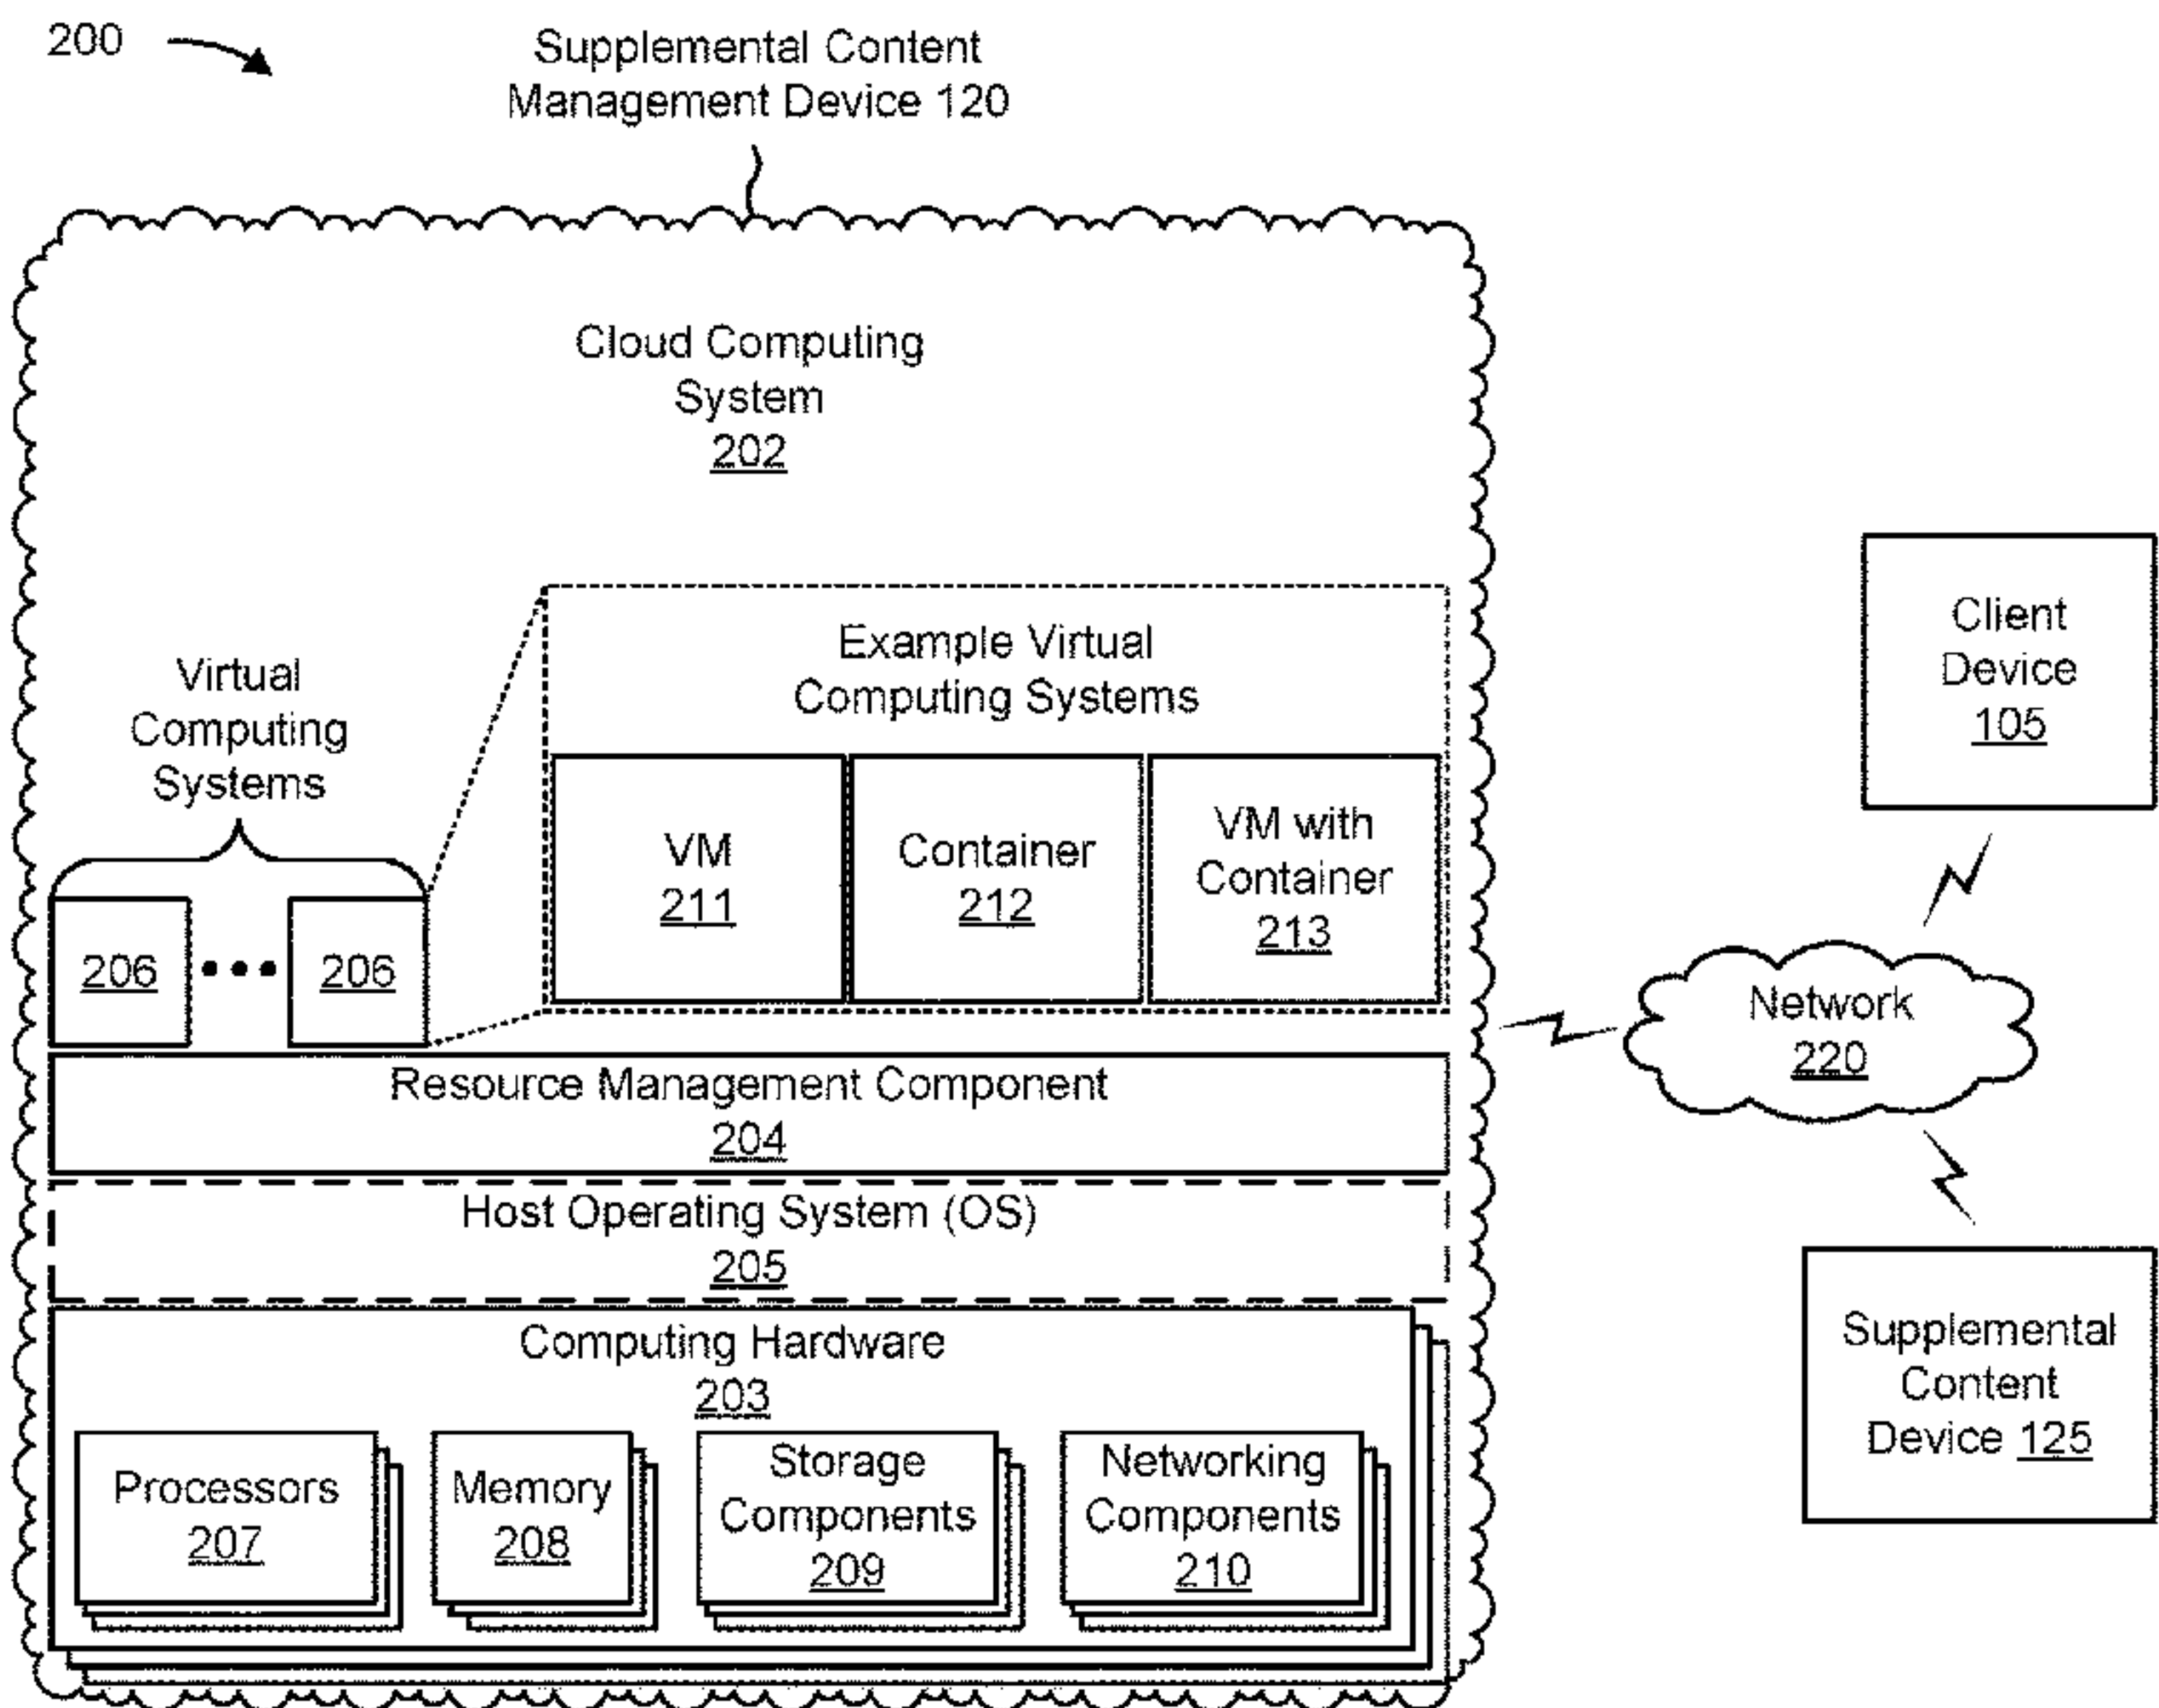 200
Supplemental Content
Management Device 120
Cloud Computing
System
202
Virtual
Computing
Systems
206
206
Example Virtual
Computing Systems
VM
211
Container
212
VM with
Container
213
Resource Management Component
204
Host Operating System (OS)
205
Computing Hardware
203
Processors
207
Memory
208
Storage
Components
209
Networking
Components
210
Client
Device
105
Network
220
Supplemental
Content
Device 125